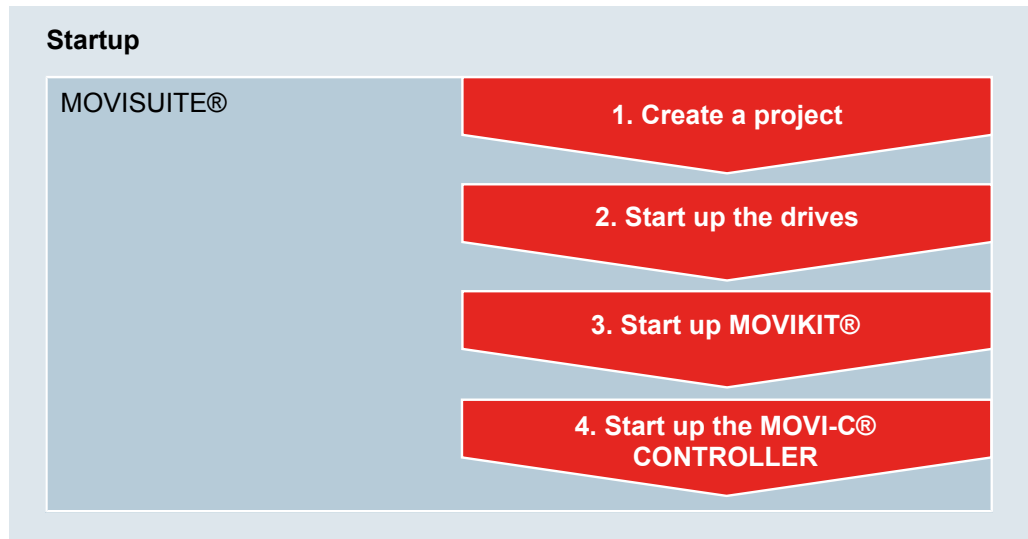 Startup
MOVISUITE®
1. Create a project
2. Start up the drives
3. Start up MOVIKIT®
4. Start up the MOVI-C®
CONTROLLER